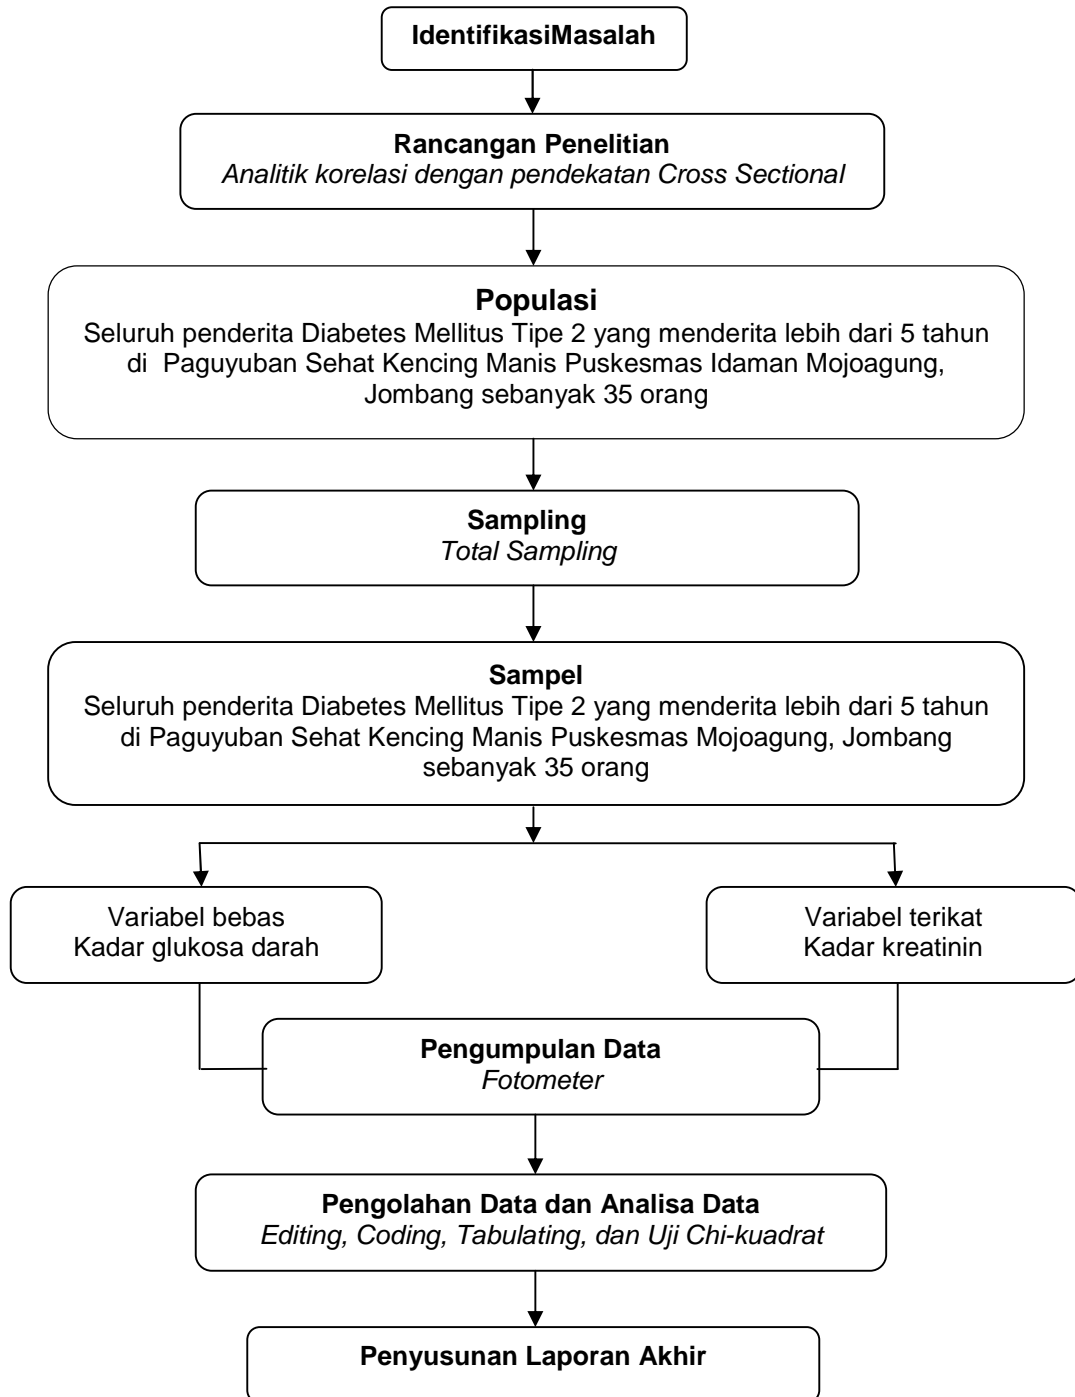 IdentifikasiMasalah
Rancangan Penelitian
Analitik korelasi dengan pendekatan Cross Sectional
Populasi
Seluruh penderita Diabetes Mellitus Tipe 2 yang menderita lebih dari 5 tahun
di Paguyuban Sehat Kencing Manis Puskesmas Idaman Mojoagung,
Jombang sebanyak 35 orang
Sampling
Total Sampling
Sampel
Seluruh penderita Diabetes Mellitus Tipe 2 yang menderita lebih dari 5 tahun
di Paguyuban Sehat Kencing Manis Puskesmas Mojoagung, Jombang
sebanyak 35 orang
Variabel bebas
Kadar glukosa darah
Variabel terikat
Kadar kreatinin
Pengumpulan Data
Fotometer
Pengolahan Data dan Analisa Data
Editing, Coding, Tabulating, dan Uji Chi-kuadrat
Penyusunan Laporan Akhir